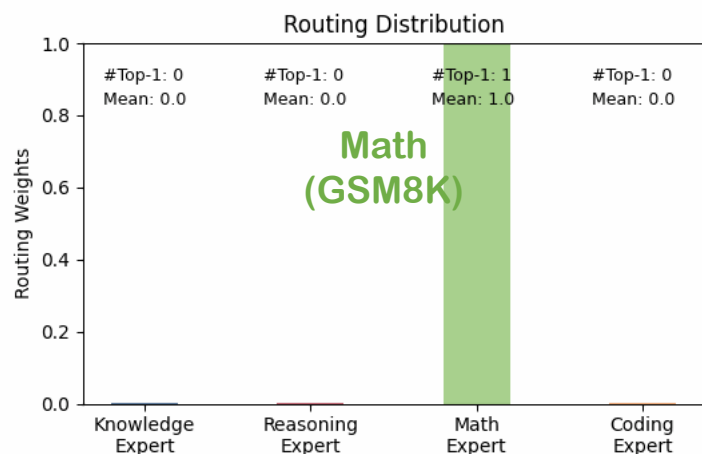 Routing Distribution
1.0
0.8
0.6
0.4
0.2
0.0
Routing Weights
#Top-1: 0
Mean: 0.0
#Top-1: 0
Mean: 0.0
#Top-1: 1
Mean: 1.0
#Top-1: 0
Mean: 0.0
Math
(GSM8K)
Knowledge
Expert
Reasoning
Expert
Math
Expert
Coding
Expert